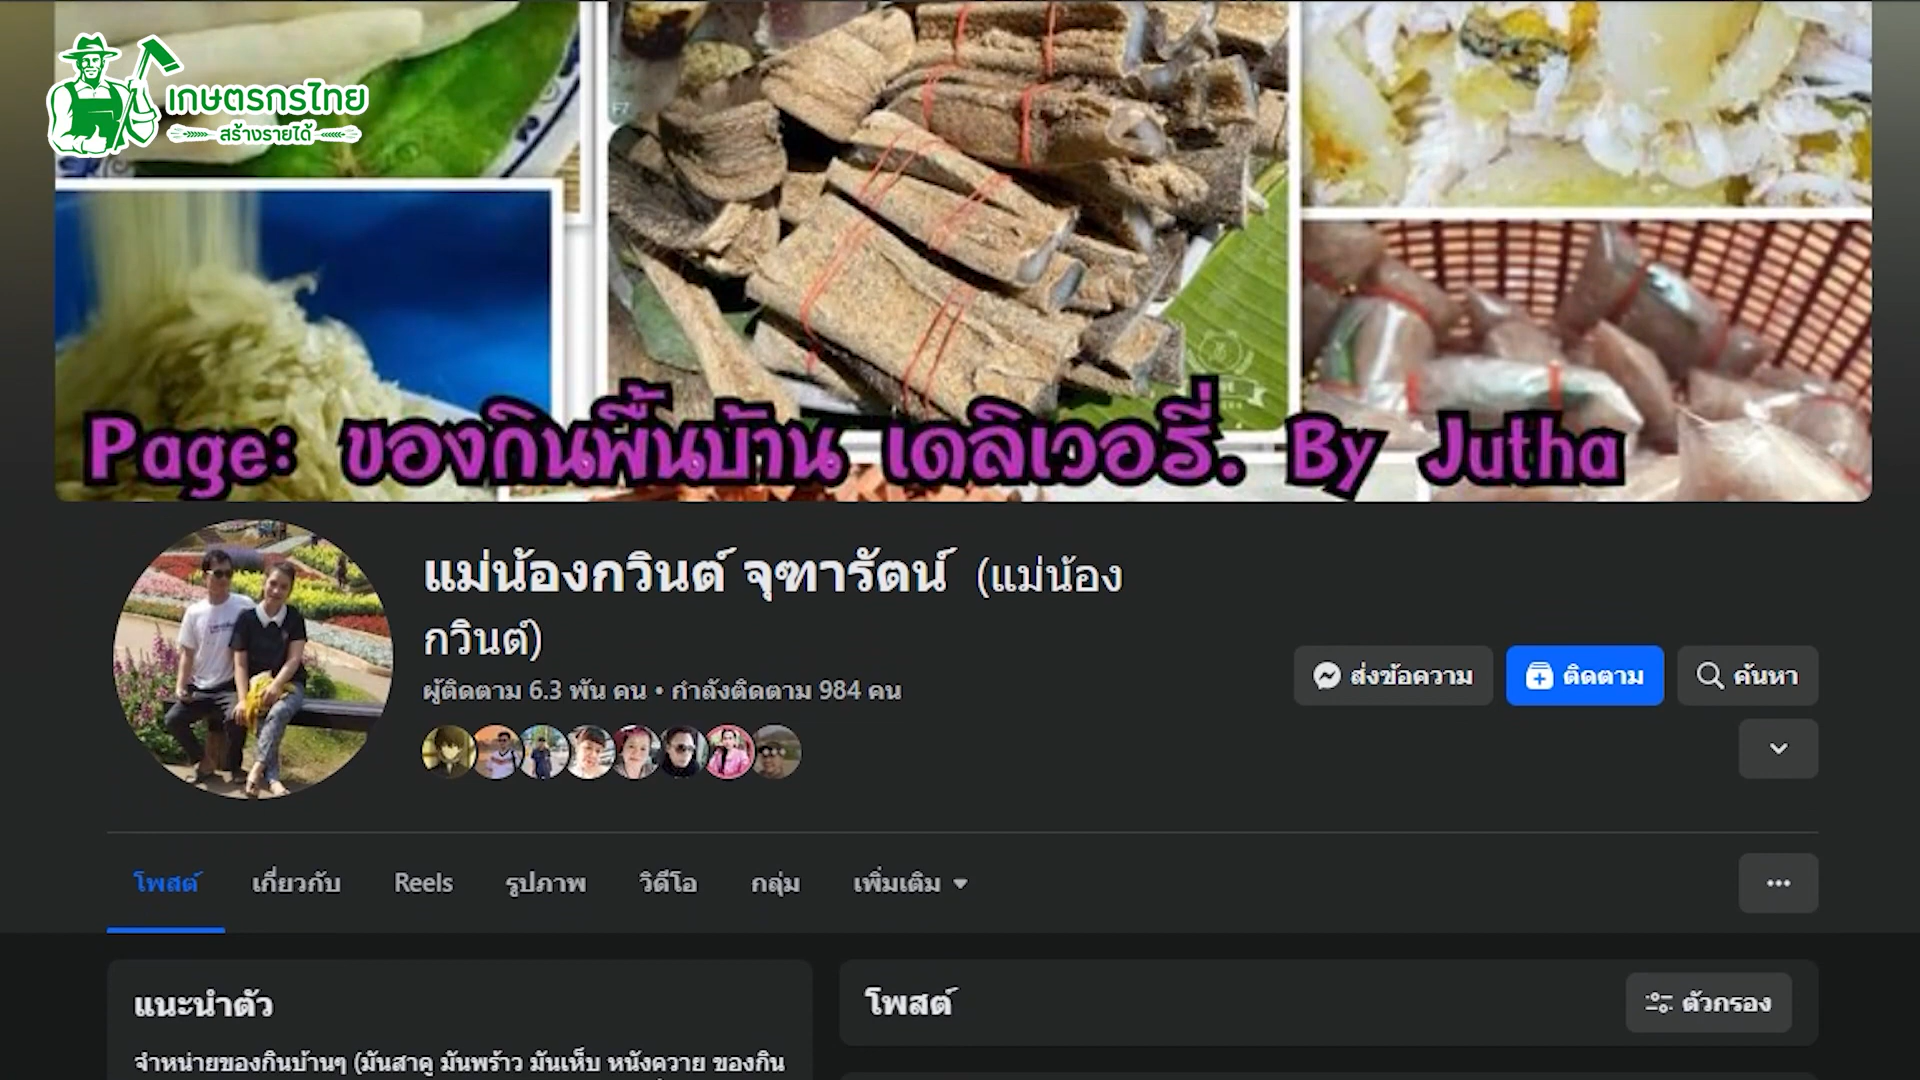 เกษตรกรไทย
สร้างรายได้
Page: ของกินพื้นบ้าน เดลิเวอรี่. By Jutha
แม่น้องกวินต์ จุฑารัตน์ (แม่น้อง
กวินต์)
ผู้ติดตาม 6.3 พัน คน • กำลังติดตาม 984 คน
ส่งข้อความ
ติดตาม
ค้นหา
โพสต์ เกี่ยวกับ Reels รูปภาพ วิดีโอ กลุ่ม เพิ่มเติม
แนะนำตัว
จำหน่ายของกินบ้านๆ (มันสาคู มันพร้าว มันเห็บ หนังควาย ของกิน
โพสต์
ตัวกรอง